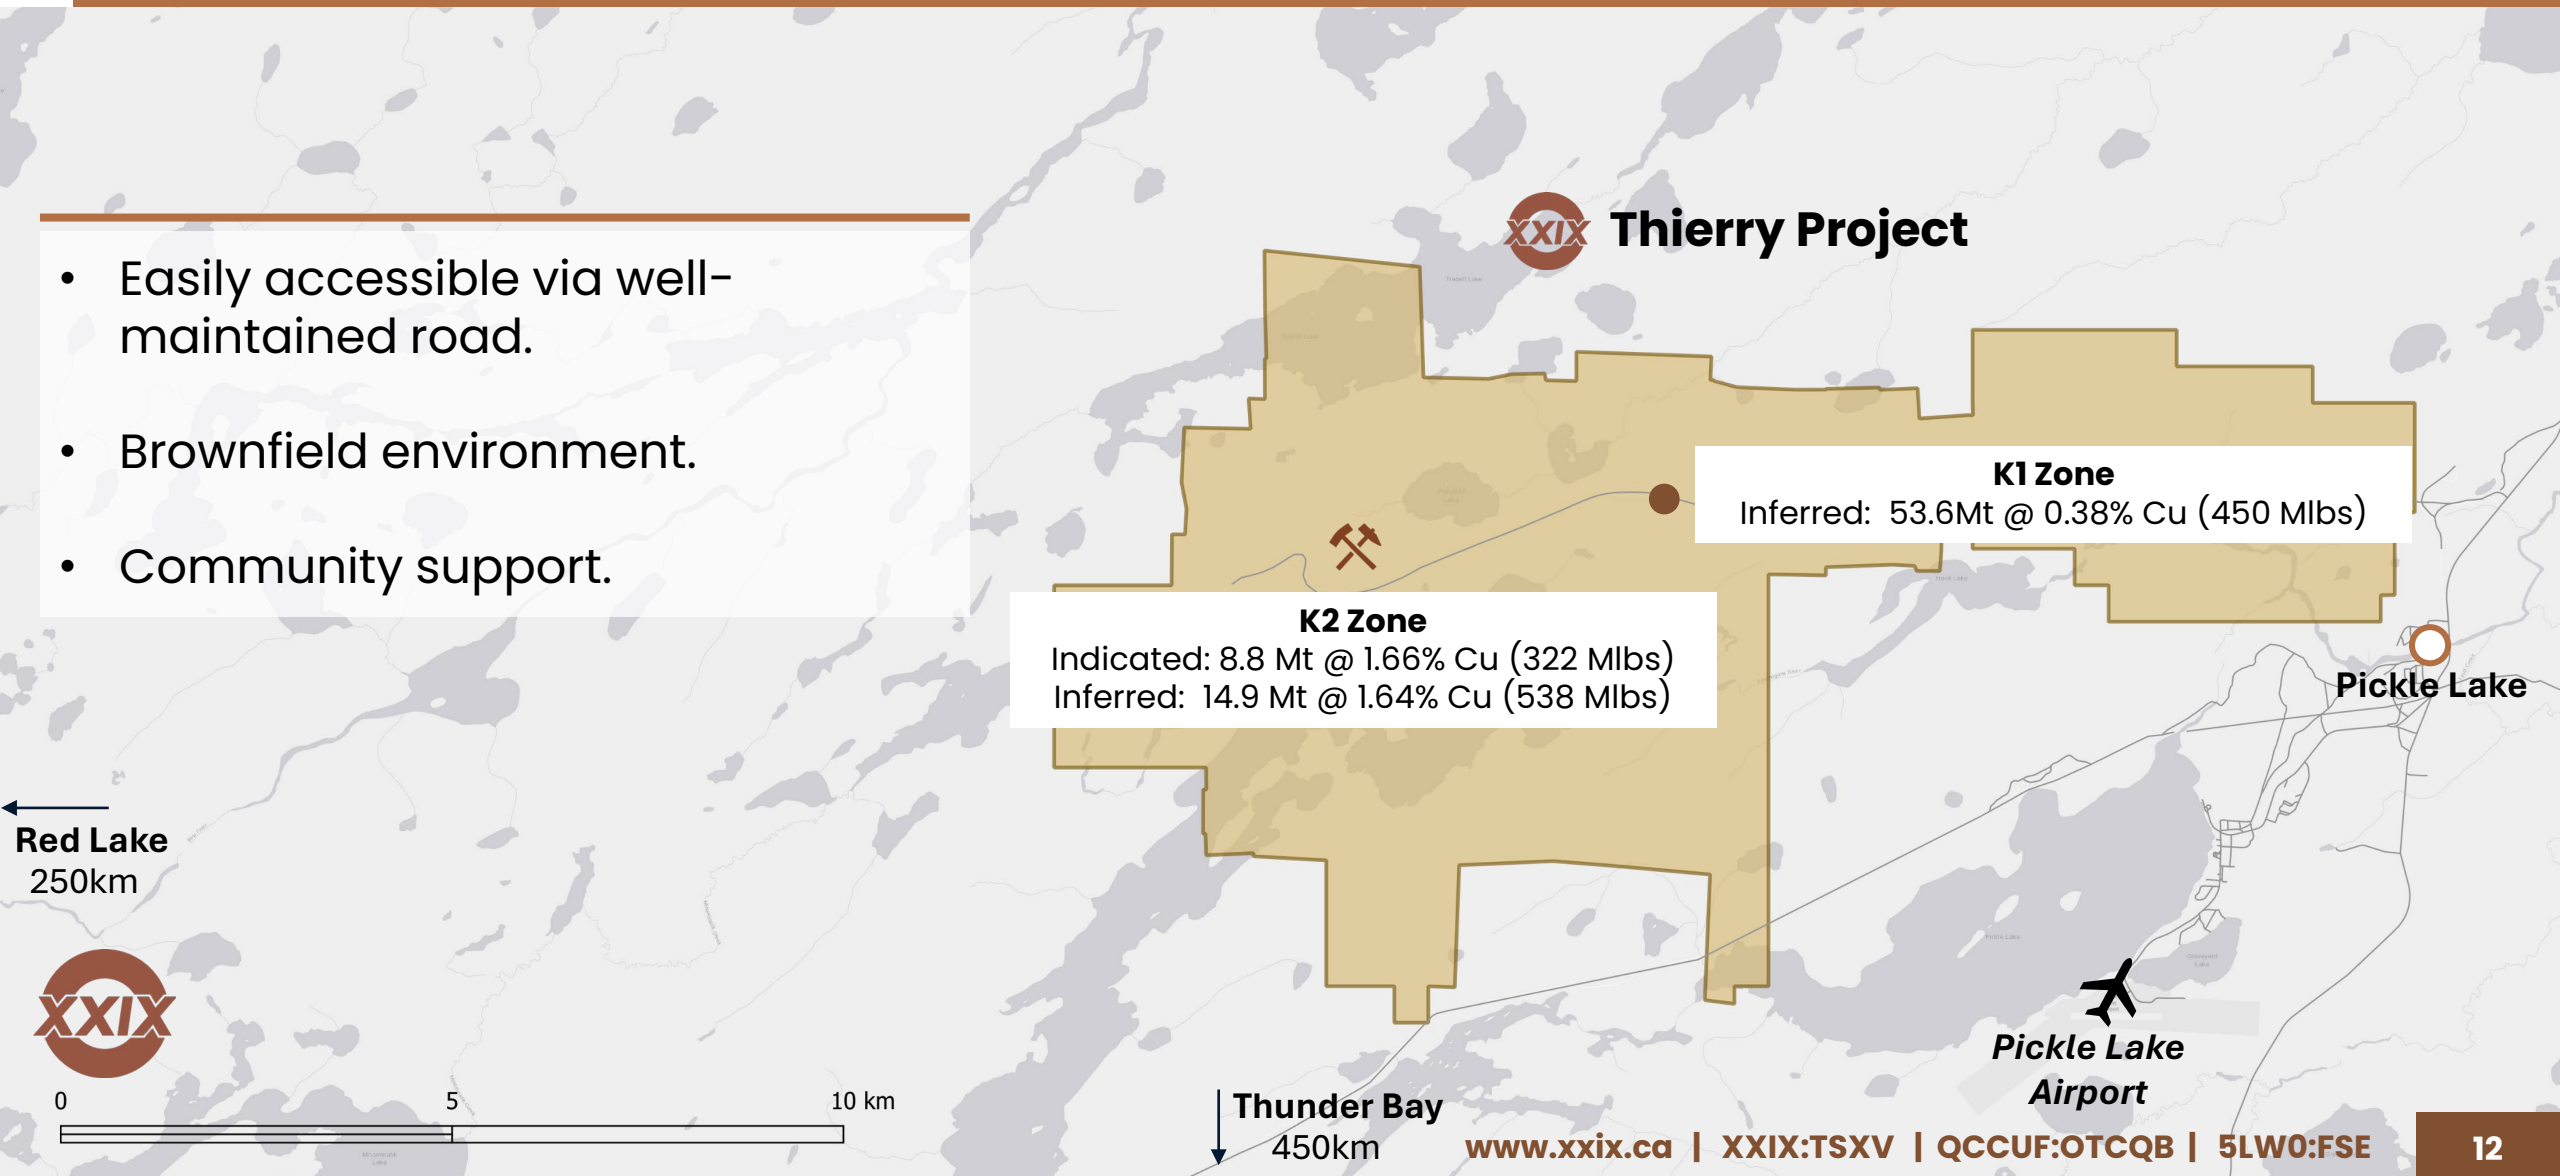 XXIX Thierry Project
• Easily accessible via well-
maintained road.
• Brownfield environment.
• Community support.
K1 Zone
Inferred: 53.6Mt @ 0.38% Cu (450 Mlbs)
K2 Zone
Indicated: 8.8 Mt @ 1.66% Cu (322 Mlbs)
Inferred: 14.9 Mt @ 1.64% Cu (538 Mlbs)
Pickle Lake
Red Lake
250km
XXIX
Pickle Lake
Pickle Lake
Airport
0 5 10 km
Thunder Bay
450km
www.xxix.ca | XXIX:TSXV | QCCUF:OTCQB | 5LW0:FSE
12